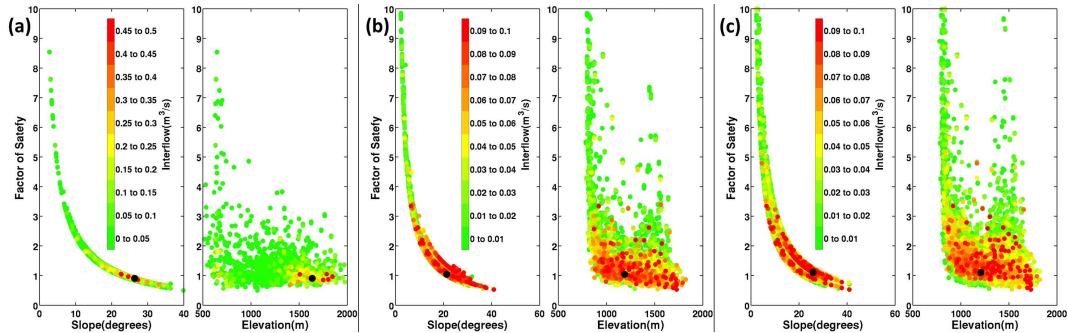 (a)
Factor of Satefy
10
9
8
7
6
5
4
3
2
1
0
0 10 20 30 40
Slope(degrees)
0.45 to 0.5
0.4 to 0.45
0.35 to 0.4
0.3 to 0.35
0.25 to 0.3
0.2 to 0.25
0.15 to 0.2
0.1 to 0.15
0.05 to 0.1
0 to 0.05
Interflow(m³/s)
10
9
8
7
6
5
4
3
2
1
0
500 1000 1500 2000
Elevation(m)
(b)
Factor of Satefy
10
9
8
7
6
5
4
3
2
1
0
0 20 40 60
Slope(degrees)
0.09 to 0.1
0.08 to 0.09
0.07 to 0.08
0.06 to 0.07
0.05 to 0.06
0.04 to 0.05
0.03 to 0.04
0.02 to 0.03
0.01 to 0.02
0 to 0.01
Interflow(m³/s)
10
9
8
7
6
5
4
3
2
1
0
500 1000 1500 2000
Elevation(m)
(c)
Factor of Satefy
10
9
8
7
6
5
4
3
2
1
0
0 20 40 60
Slope(degrees)
0.09 to 0.1
0.08 to 0.09
0.07 to 0.08
0.06 to 0.07
0.05 to 0.06
0.04 to 0.05
0.03 to 0.04
0.02 to 0.03
0.01 to 0.02
0 to 0.01
Interflow(m³/s)
10
9
8
7
6
5
4
3
2
1
0
500 1000 1500 2000
Elevation(m)